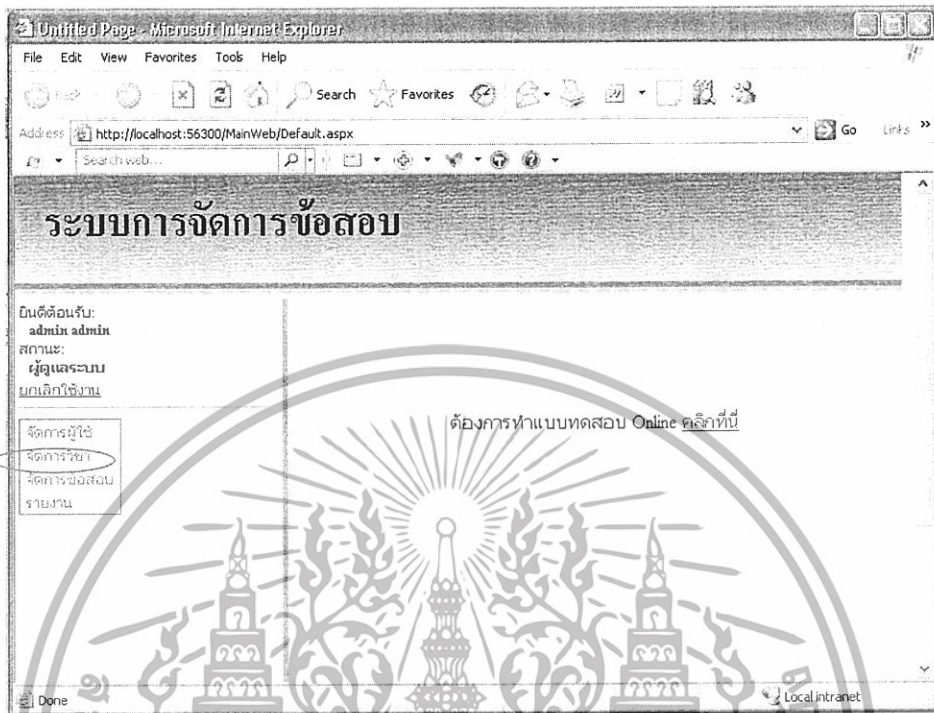 Untitled Page - Microsoft Internet Explorer
File Edit View Favorites Tools Help
Back Search Favorites
Address http://localhost:56300/MainWeb/Default.aspx Go Links »
Search web...
ระบบการจัดการข้อสอบ
ยินดีต้อนรับ:
admin admin
สถานะ:
ผู้ดูแลระบบ
ยกเลิกใช้งาน
จัดการผู้ใช้
จัดการวิชา
จัดการข้อสอบ
รายงาน
ต้องการทำแบบทดสอบ Online คลิกที่นี่
Done Local intranet